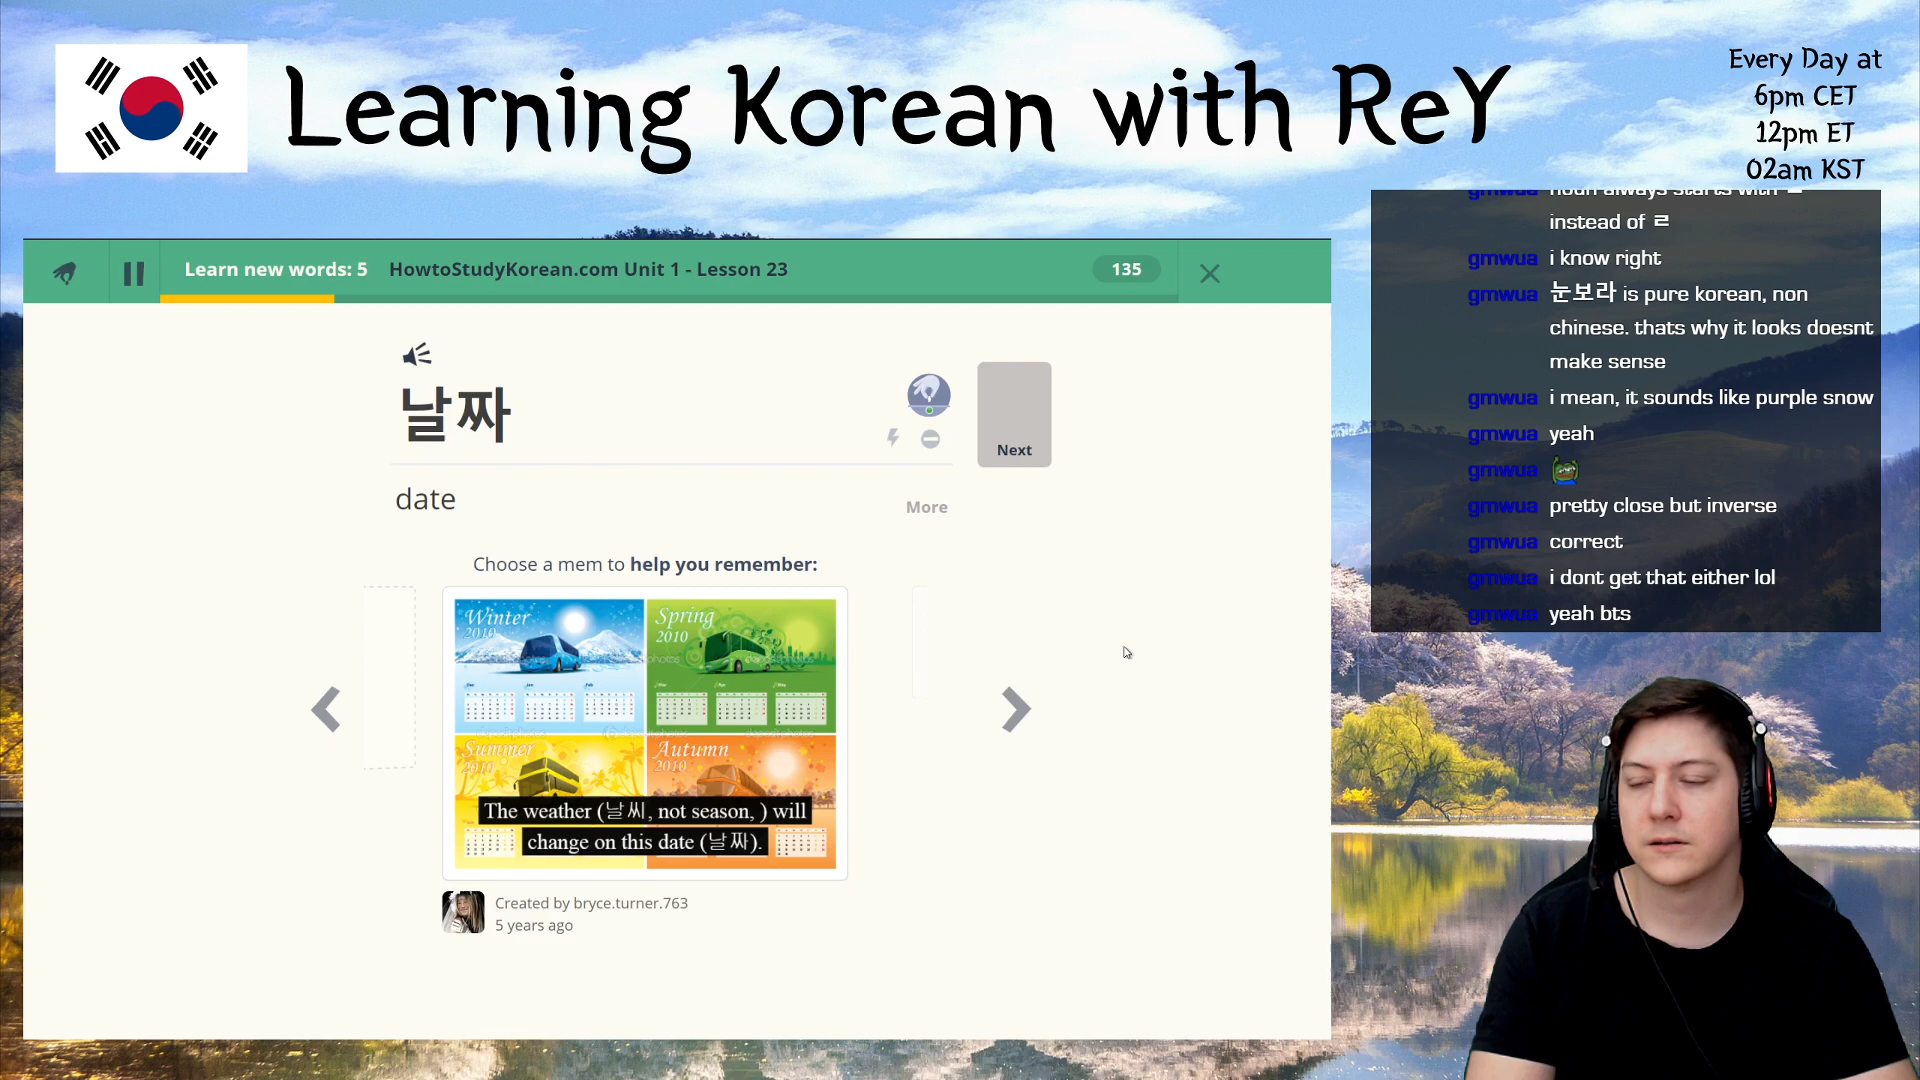 Learning Korean with ReY
Every Day at
6pm CET
12pm ET
02am KST
Learn new words: 5
HowtoStudyKorean.com Unit 1 - Lesson 23
135
날짜
Next
date
More
Choose a mem to help you remember:
Winter
2010
Spring
2010
Summer
2010
Autumn
2010
The weather (날씨, not season, ) will
change on this date (날짜).
Created by bryce.turner.763
5 years ago
instead of ㄹ
gmwua i know right
gmwua 눈보라 is pure korean, non
chinese. thats why it looks doesnt
make sense
gmwua i mean, it sounds like purple snow
gmwua yeah
gmwua
gmwua pretty close but inverse
gmwua correct
gmwua i dont get that either lol
gmwua yeah bts